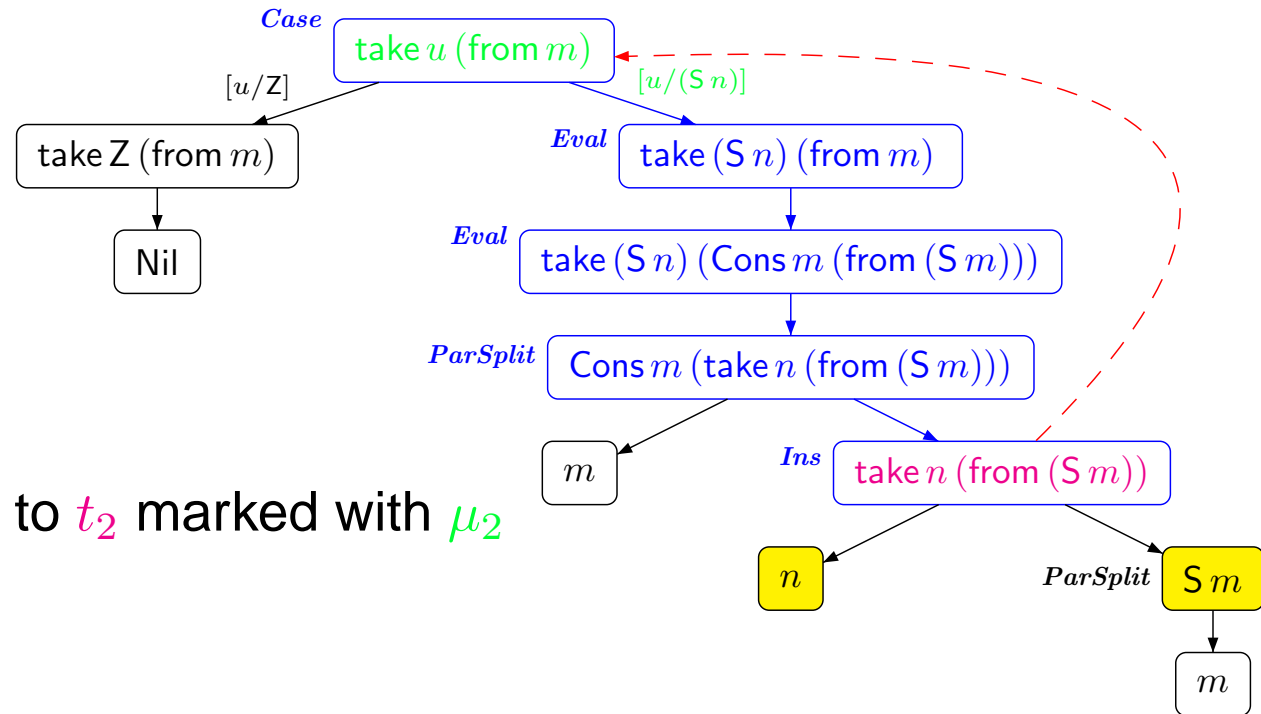 Case
take u (from m)
[u/Z]
[u/(S n)]
take Z (from m)
Eval
take (S n) (from m)
Nil
Eval
take (S n) (Cons m (from (S m)))
ParSplit
Cons m (take n (from (S m)))
m
Ins
take n (from (S m))
to t₂ marked with μ₂
n
ParSplit
S m
m